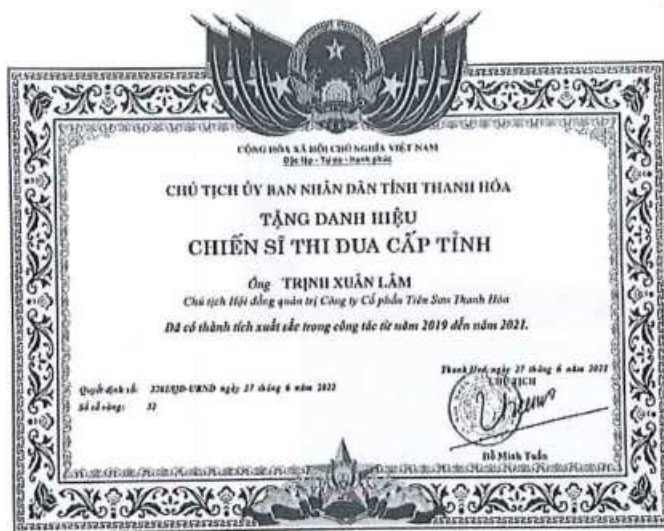 CỘNG HÒA XÃ HỘI CHỦ NGHĨA VIỆT NAM
Độc lập - Tự do - Hạnh phúc
CHỦ TỊCH ỦY BAN NHÂN DÂN TỈNH THANH HÓA
TẶNG DANH HIỆU
CHIẾN SĨ THI ĐUA CẤP TỈNH
Ông TRỊNH XUÂN LÂM
Chủ tịch Hội đồng quản trị Công ty Cổ phần Tiên Sơn Thanh Hóa
Đã có thành tích xuất sắc trong công tác từ năm 2019 đến năm 2021.
Thanh Hoá, ngày 27 tháng 6 năm 2022
CHỦ TỊCH
Quyết định số: /QĐ-UBND ngày 27 tháng 6 năm 2022
Số sổ vàng: 32
Đỗ Minh Tuấn